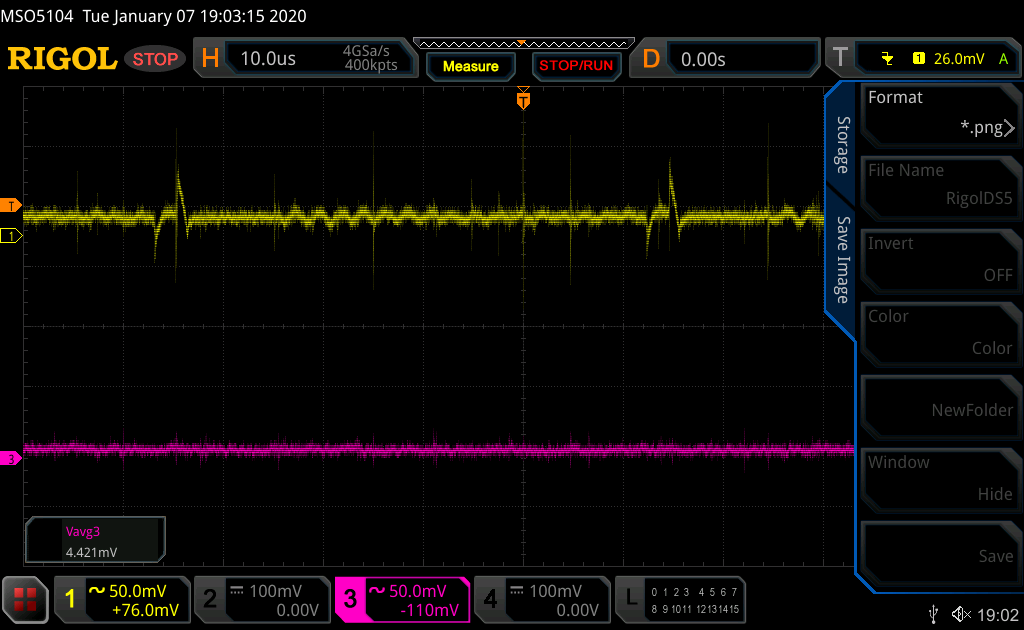 MSO5104 Tue January 07 19:03:15 2020
RIGOL STOP H 10.0us 4GSa/s 400kpts Measure STOP/RUN D 0.00s T 1 26.0mV A
T
T
1
3
Storage
Save Image
Format
*.png
File Name
RigolDS5
Invert
OFF
Color
Color
NewFolder
Window
Hide
Save
Vavg3
4.421mV
1 50.0mV +76.0mV
2 100mV 0.00V
3 50.0mV -110mV
4 100mV 0.00V
L 0 1 2 3 4 5 6 7
8 9 10 11 12 13 14 15
19:02